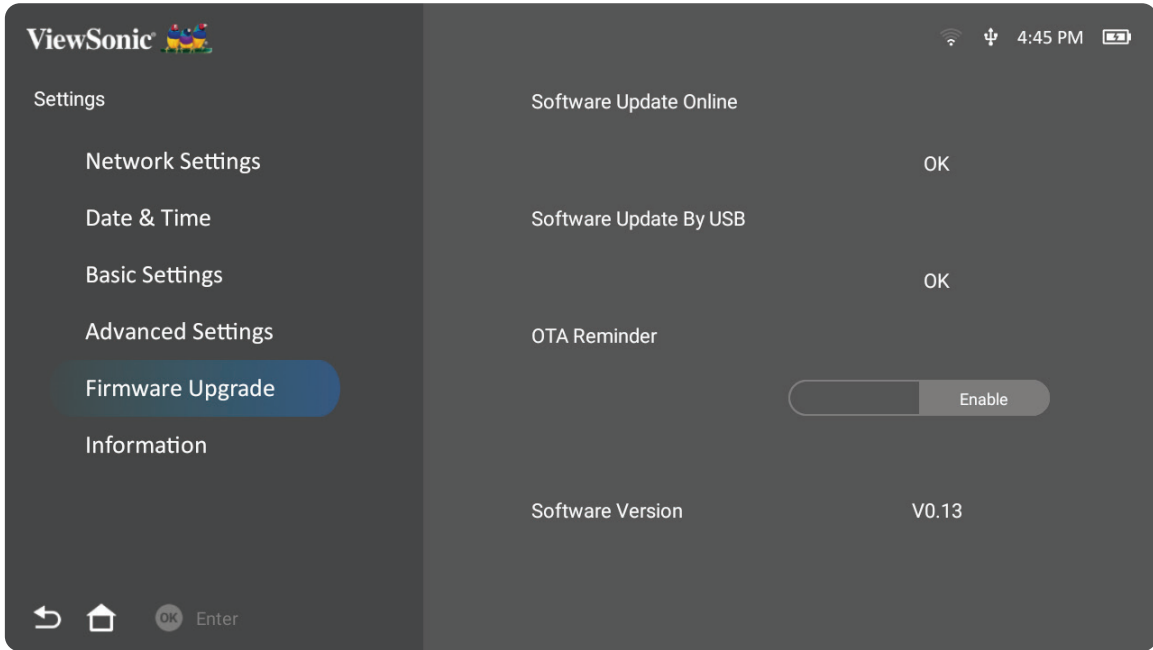 ViewSonic
4:45 PM
Settings
Network Settings
Date & Time
Basic Settings
Advanced Settings
Firmware Upgrade
Information
OK Enter
Software Update Online
OK
Software Update By USB
OK
OTA Reminder
Enable
Software Version V0.13